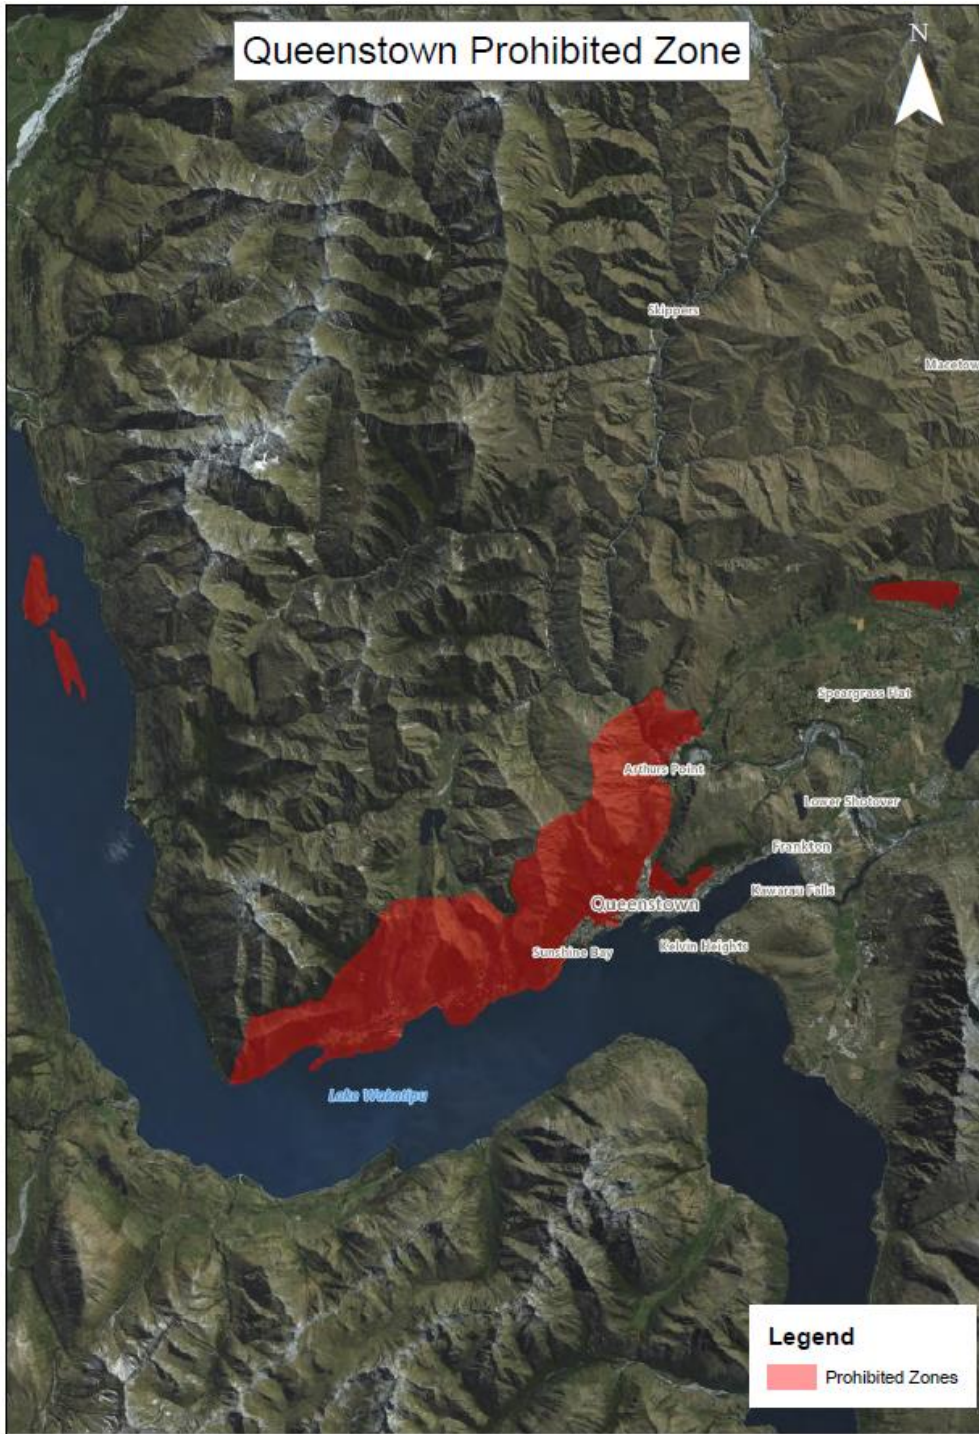 Queenstown Prohibited Zone
N
Skippers
Macetow
Speargrass Flat
Arthurs Point
Lower Shotover
Frankton
Kawarau Falls
Queenstown
Kelvin Heights
Sunshine Bay
Lake Wakatipu
Legend
Prohibited Zones